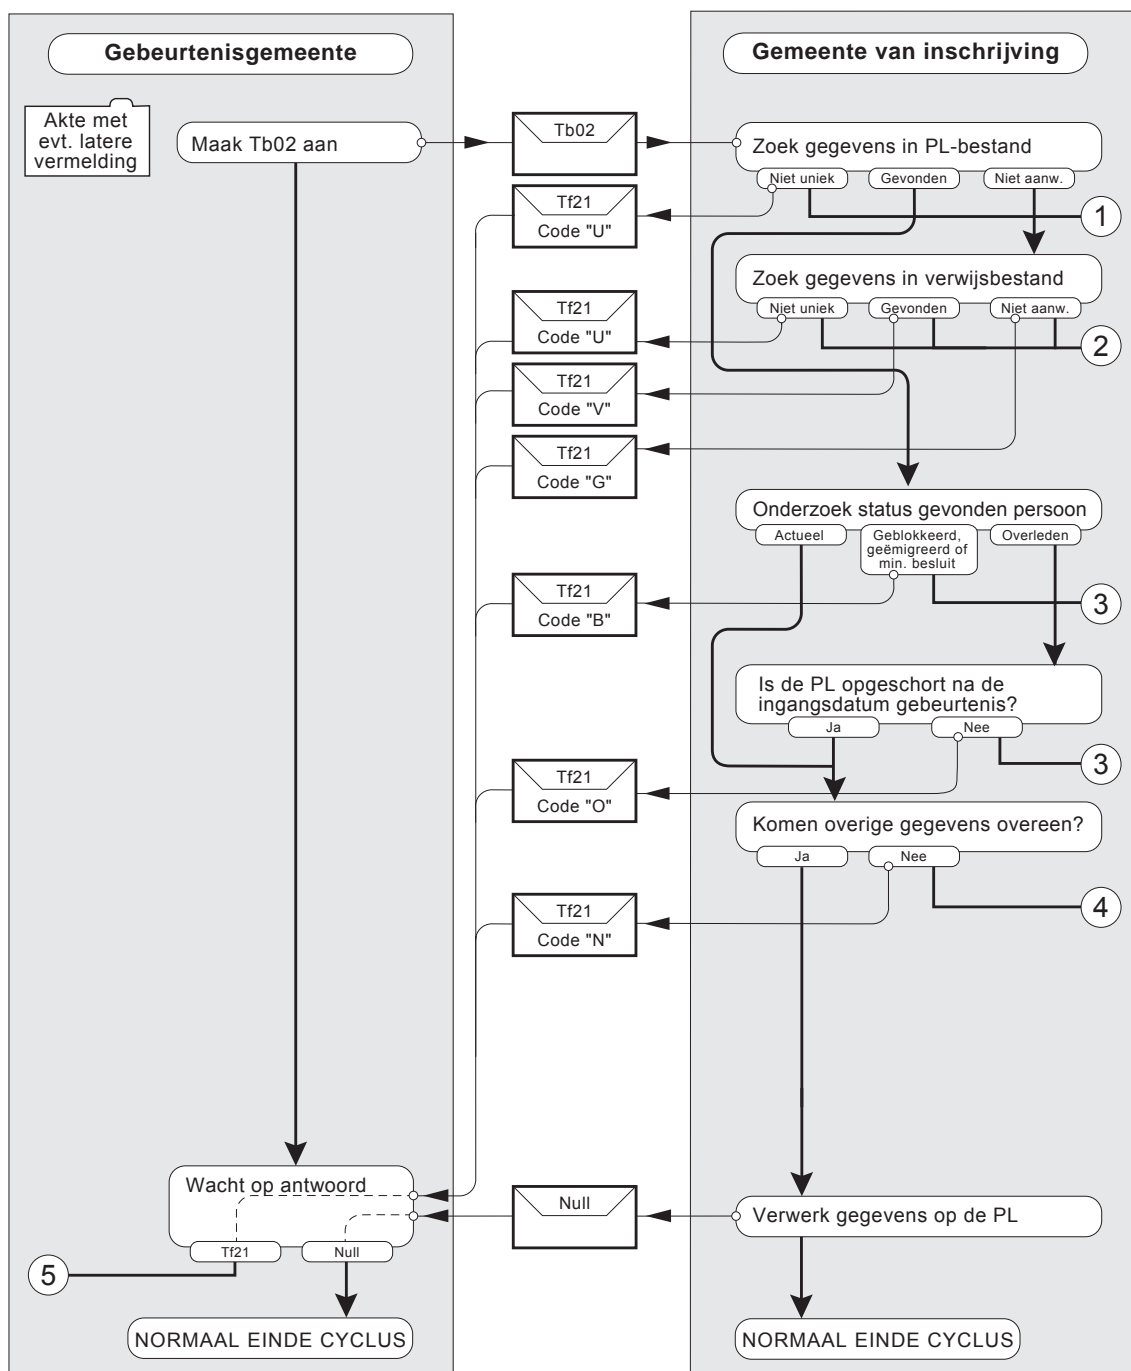 Gebeurtenisgemeente
Gemeente van inschrijving
Akte met
evt. latere
vermelding
Maak Tb02 aan
Tb02
Zoek gegevens in PL-bestand
Niet uniek
Gevonden
Niet aanw.
Tf21
Code "U"
1
Zoek gegevens in verwijsbestand
Niet uniek
Gevonden
Niet aanw.
Tf21
Code "U"
2
Tf21
Code "V"
Tf21
Code "G"
Onderzoek status gevonden persoon
Actueel
Geblokkeerd,
geëmigreerd of
min. besluit
Overleden
Tf21
Code "B"
3
Is de PL opgeschort na de
ingangsdatum gebeurtenis?
Ja
Nee
3
Tf21
Code "O"
Komen overige gegevens overeen?
Ja
Nee
Tf21
Code "N"
4
Wacht op antwoord
Tf21
Null
Null
Verwerk gegevens op de PL
5
NORMAAL EINDE CYCLUS
NORMAAL EINDE CYCLUS